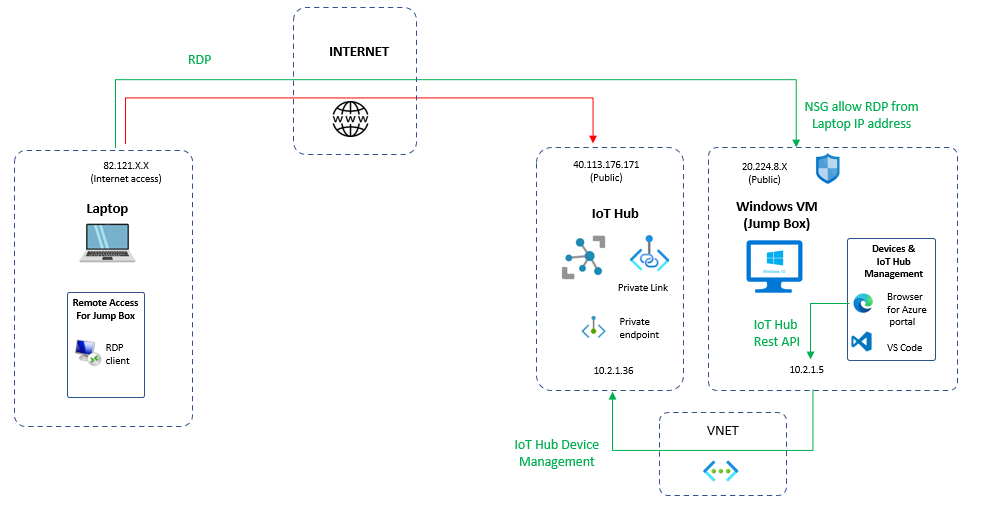 INTERNET
RDP
WWW
NSG allow RDP from
Laptop IP address
82.121.X.X
(Internet access)
Laptop
Remote Access
For Jump Box
RDP
client
40.113.176.171
(Public)
IoT Hub
Private Link
Private
endpoint
10.2.1.36
20.224.8.X
(Public)
Windows VM
(Jump Box)
Windows 10
Devices &
IoT Hub
Management
Browser
for Azure
portal
VS Code
IoT Hub
Rest API
10.2.1.5
IoT Hub Device
Management
VNET